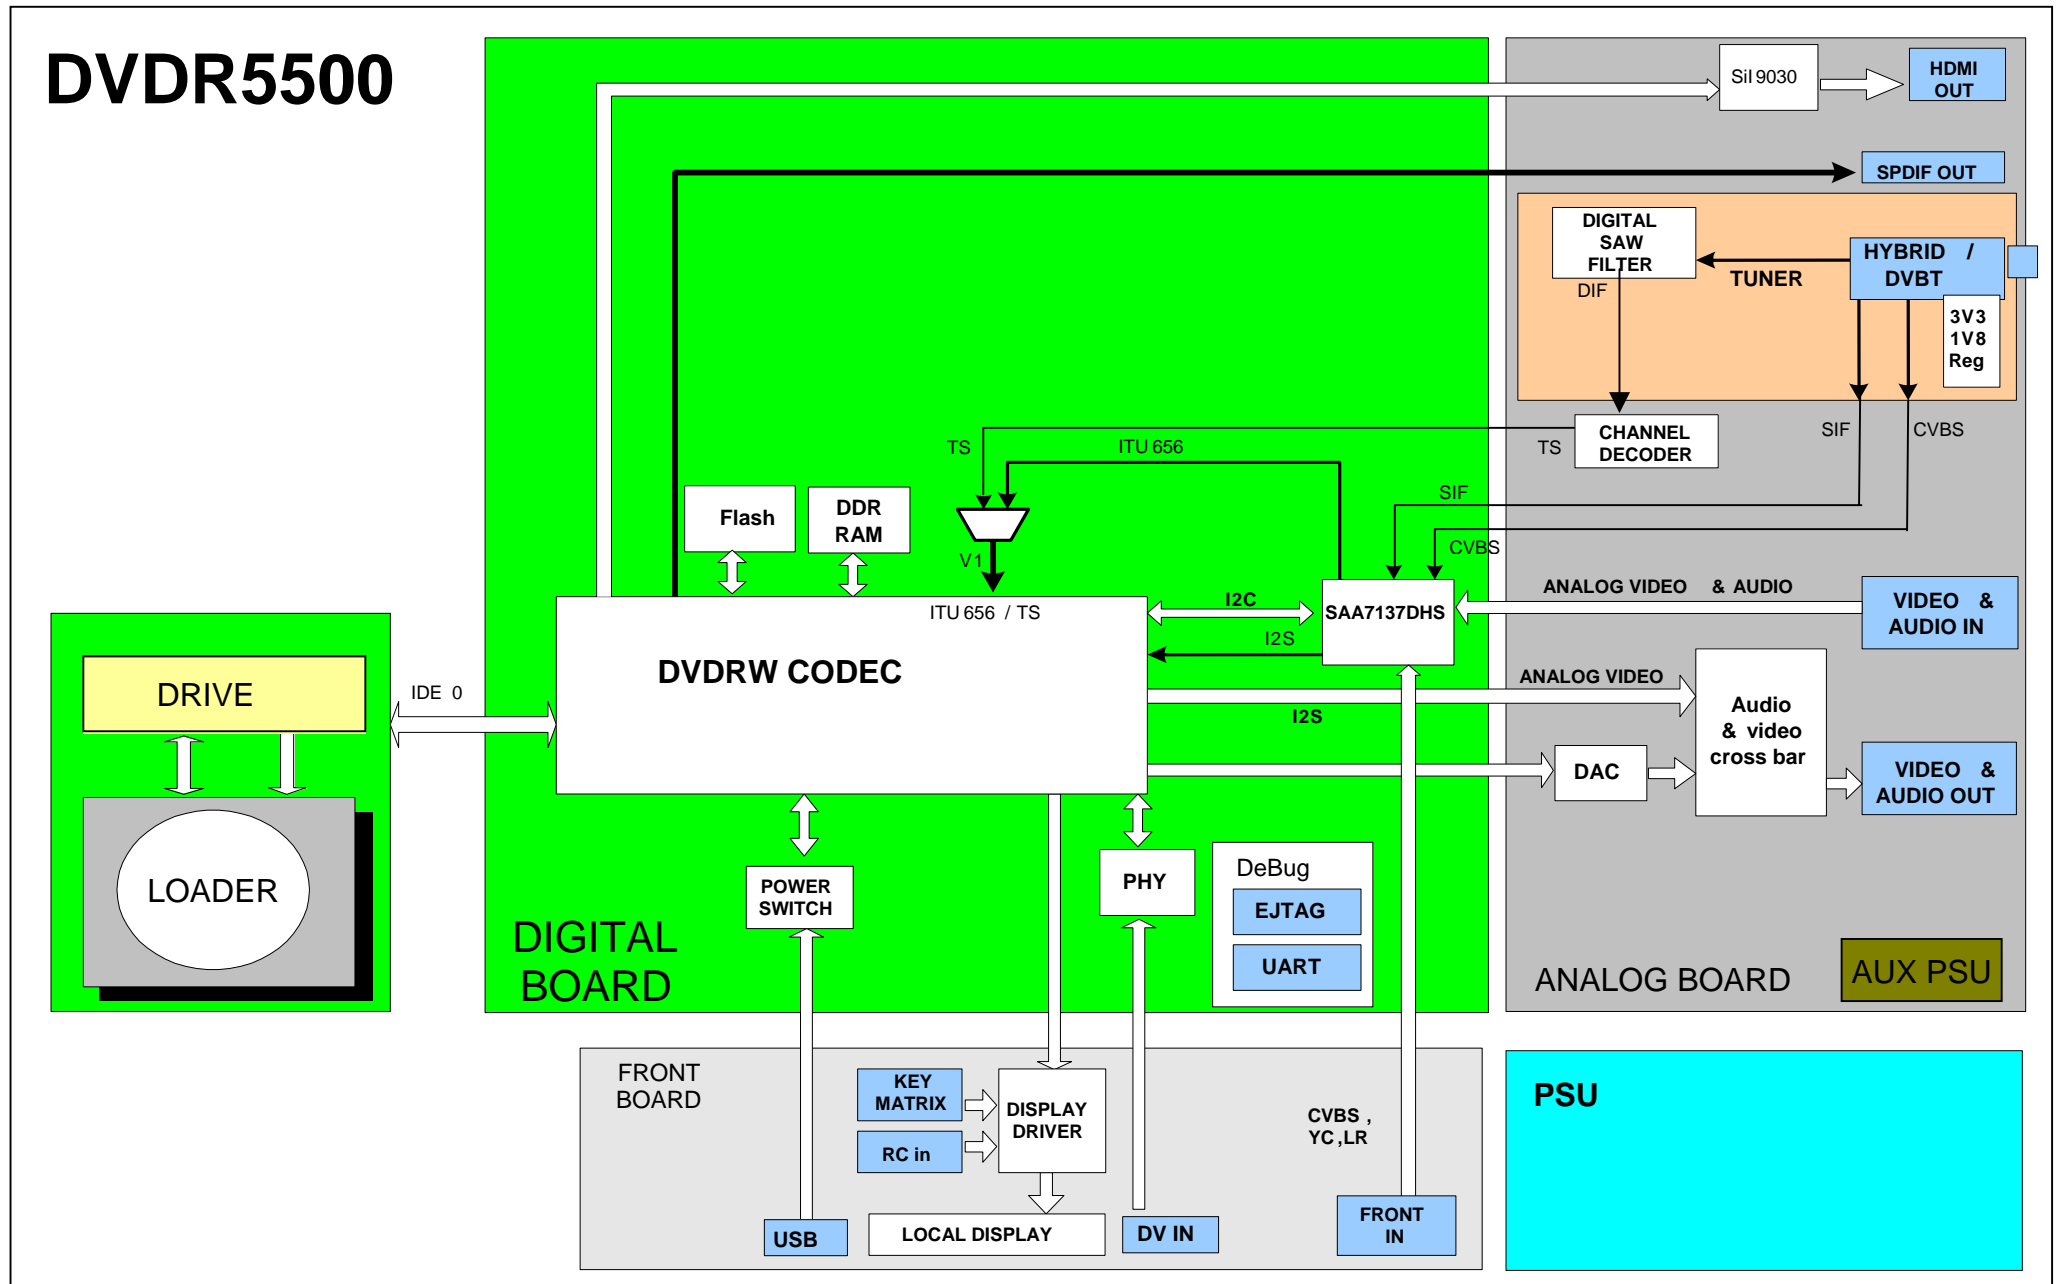 DVDR5500
Sil 9030
HDMI
OUT
SPDIF OUT
DIGITAL
SAW
FILTER
HYBRID /
DVBT
TUNER
DIF
3V3
1V8
Reg
CHANNEL
DECODER
SIF
CVBS
TS
TS
ITU 656
SIF
CVBS
Flash
DDR
RAM
V1
ITU 656 / TS
DVDRW CODEC
I2C
I2S
SAA7137DHS
ANALOG VIDEO & AUDIO
VIDEO &
AUDIO IN
DRIVE
IDE 0
LOADER
ANALOG VIDEO
I2S
Audio
& video
cross bar
DAC
VIDEO &
AUDIO OUT
POWER
SWITCH
PHY
DeBug
EJTAG
UART
DIGITAL
BOARD
ANALOG BOARD
AUX PSU
FRONT
BOARD
KEY
MATRIX
RC in
DISPLAY
DRIVER
CVBS ,
YC ,LR
USB
LOCAL DISPLAY
DV IN
FRONT
IN
PSU